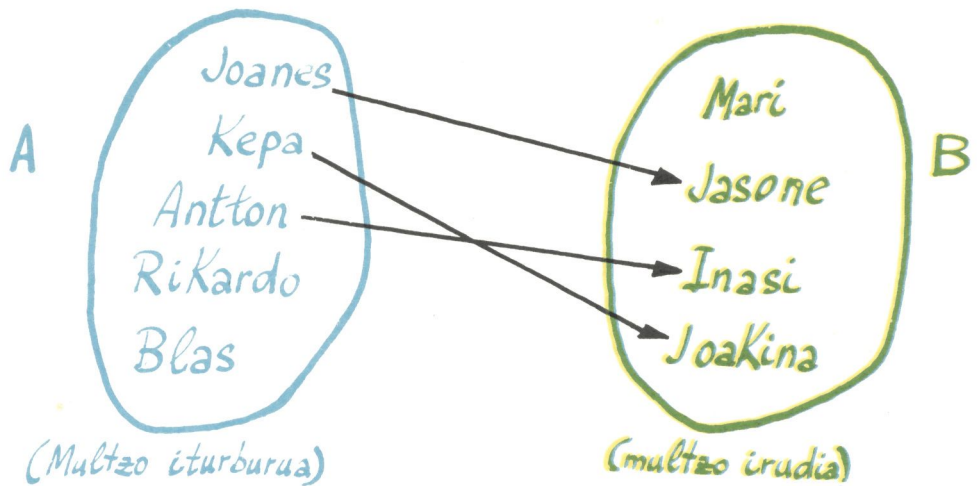 A
Joanes
Kepa
Antton
Rikardo
Blas
(Multzo iturburua)
B
Mari
Jasone
Inasi
Joakina
(multzo irudia)